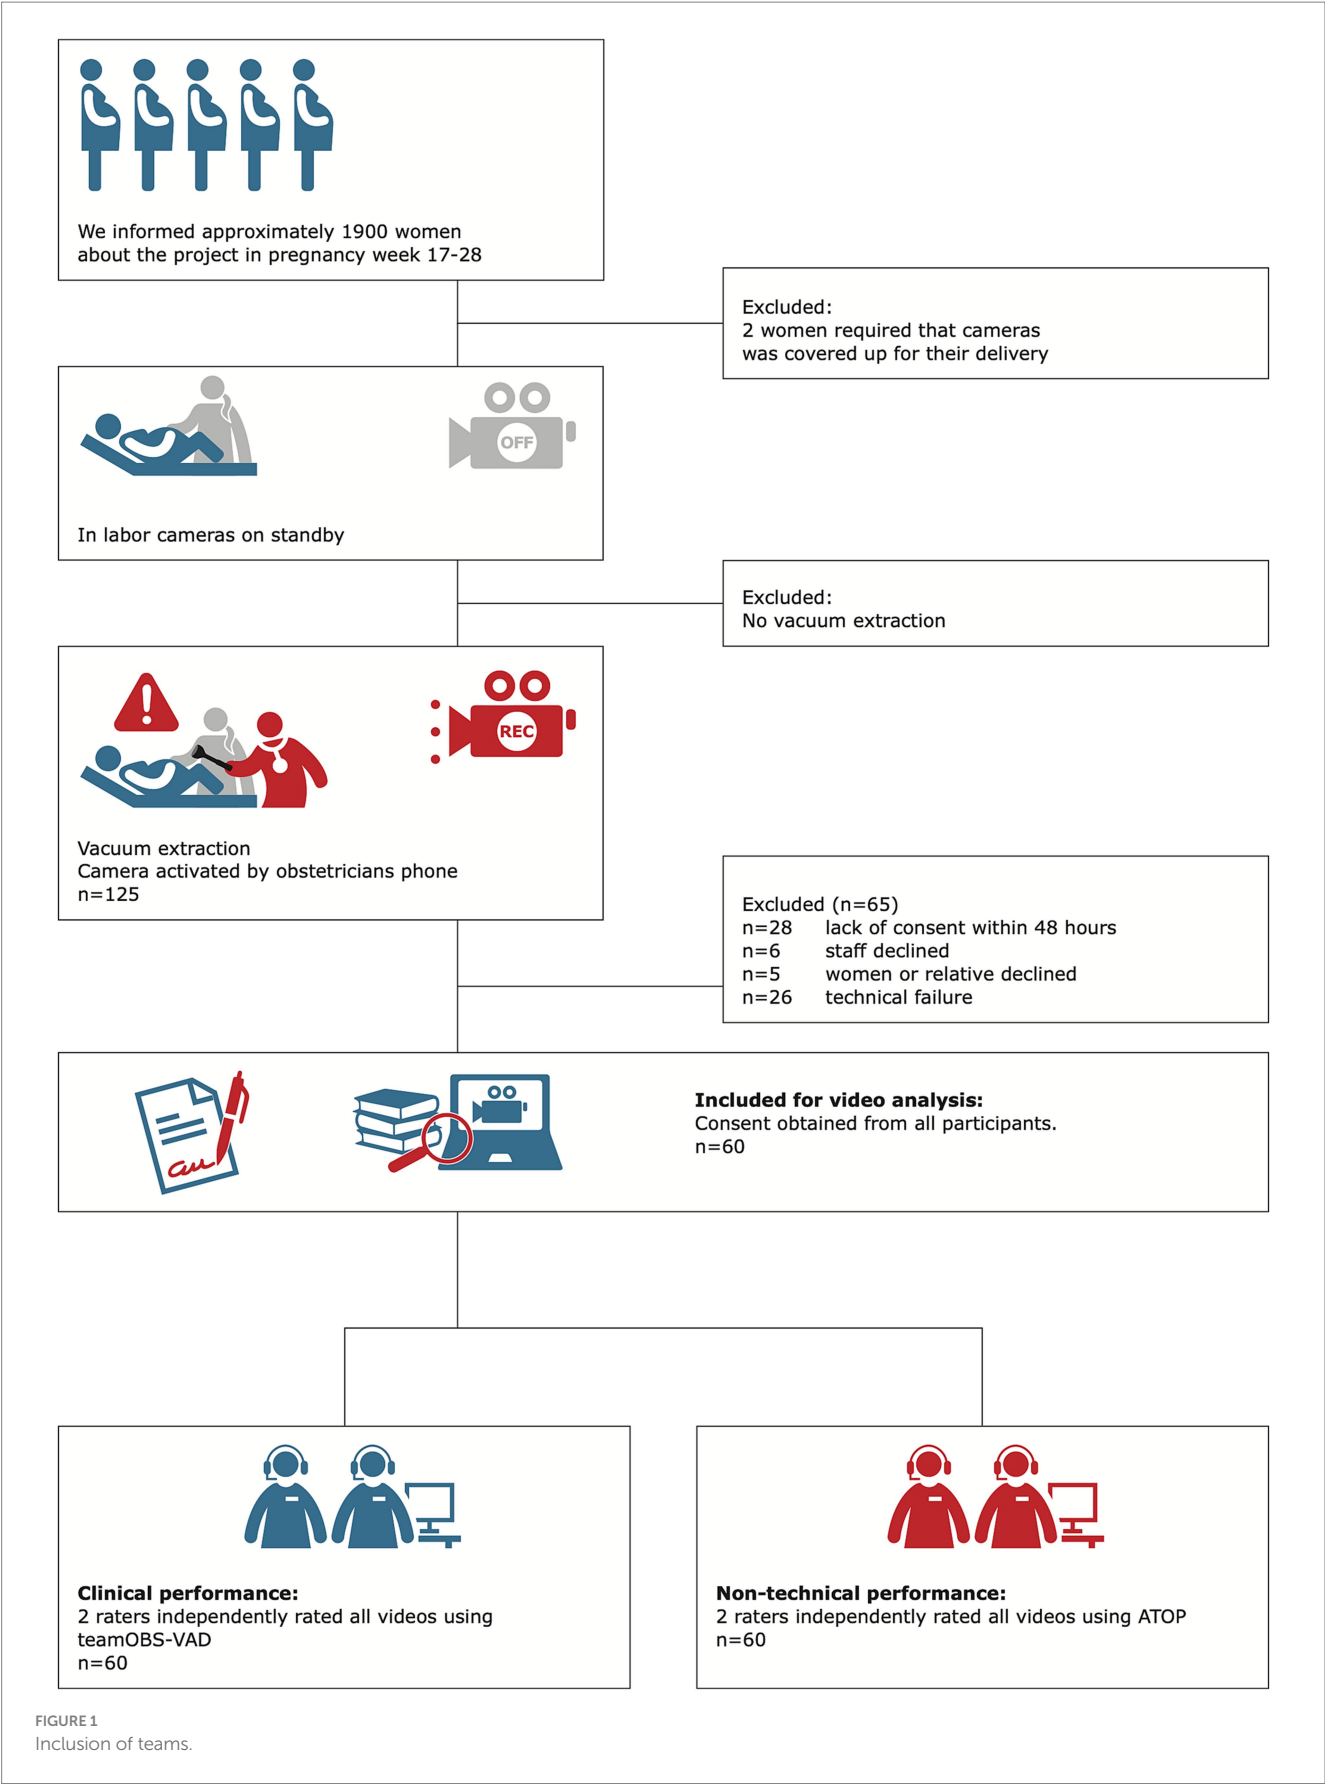 We informed approximately 1900 women
about the project in pregnancy week 17-28
Excluded:
2 women required that cameras
was covered up for their delivery
OFF
In labor cameras on standby
Excluded:
No vacuum extraction
REC
Vacuum extraction
Camera activated by obstetricians phone
n=125
Excluded (n=65)
n=28 lack of consent within 48 hours
n=6 staff declined
n=5 women or relative declined
n=26 technical failure
Included for video analysis:
Consent obtained from all participants.
n=60
Clinical performance:
2 raters independently rated all videos using
teamOBS-VAD
n=60
Non-technical performance:
2 raters independently rated all videos using ATOP
n=60
FIGURE 1
Inclusion of teams.